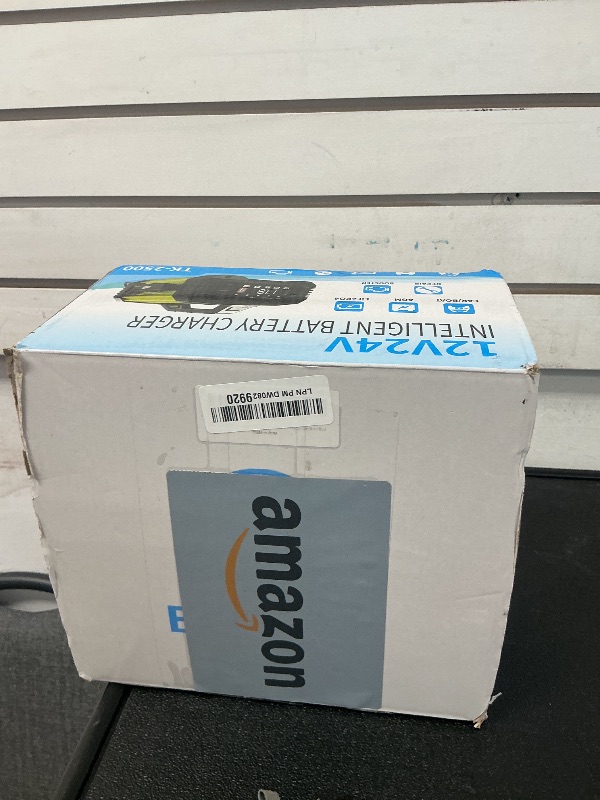 12V24V
INTELLIGENT BATTERY CHARGER
CAR/BOAT
AGM
LIFEPO4
REPAIR
BOOSTER
TK-2500
LPN PM DW0829920
amazon
E